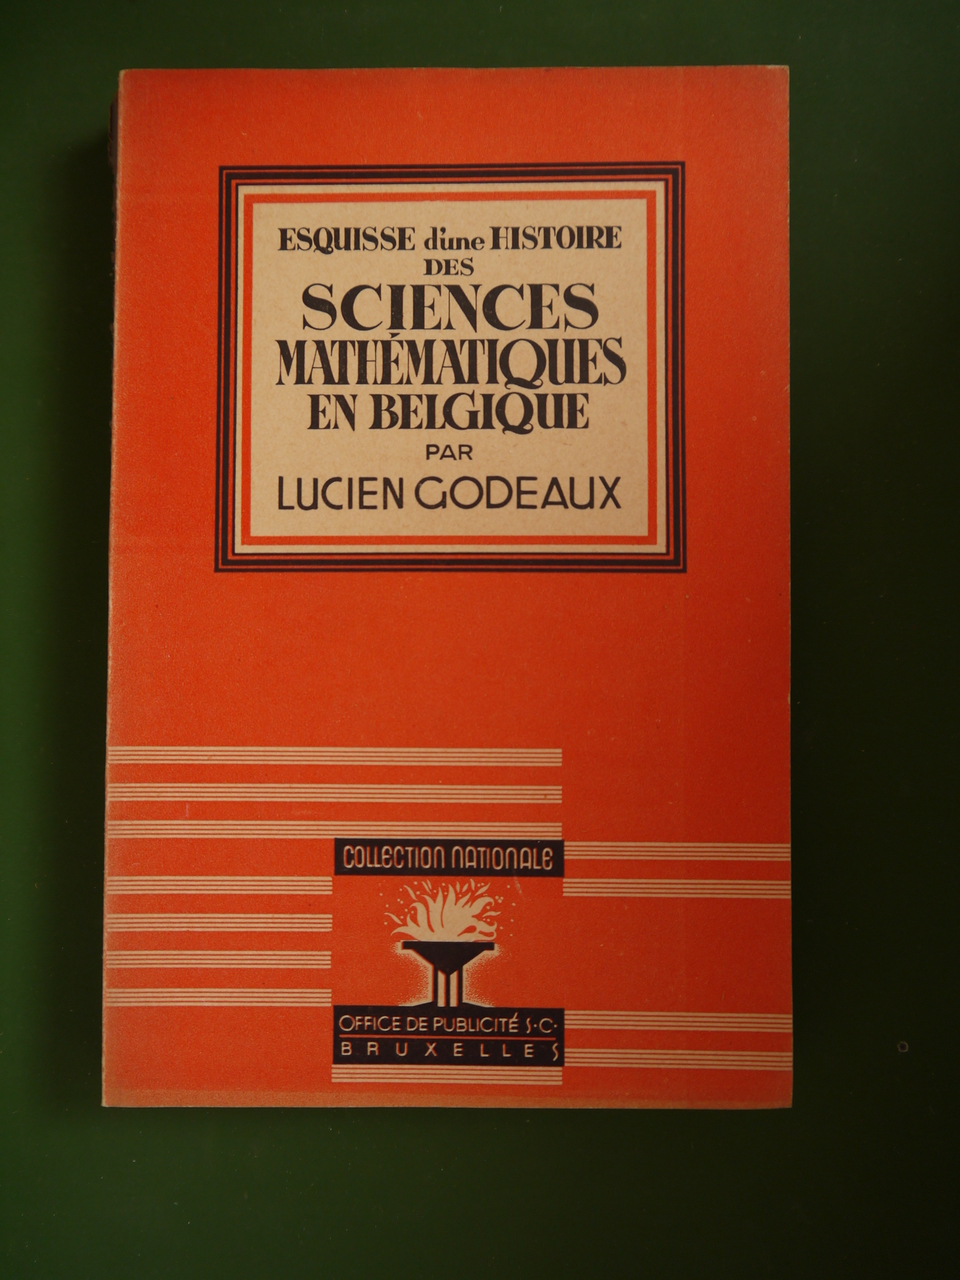 ESQUISSE d'une HISTOIRE
DES
SCIENCES
MATHÉMATIQUES
EN BELGIQUE
PAR
LUCIEN GODEAUX
COLLECTION NATIONALE
OFFICE DE PUBLICITÉ S·C·
BRUXELLES